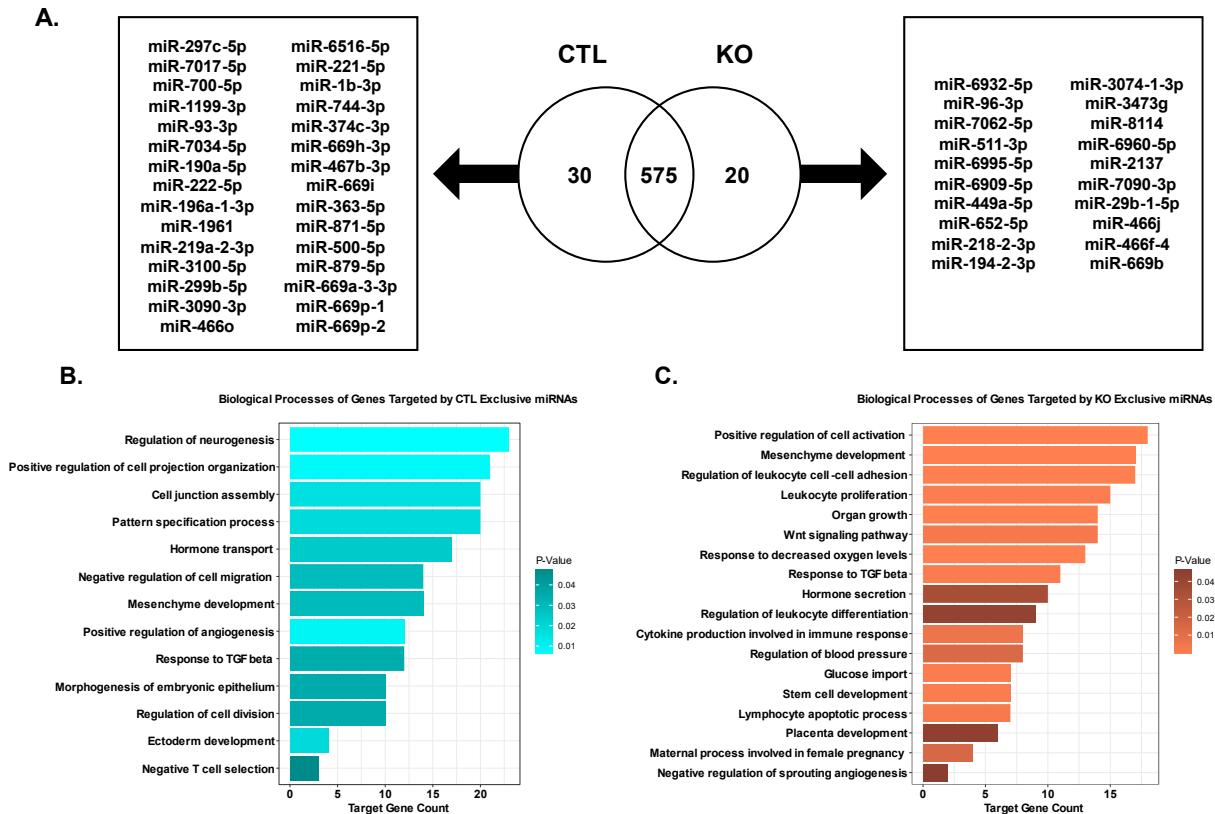 A.
miR-297c-5p miR-6516-5p
miR-7017-5p miR-221-5p
miR-700-5p miR-1b-3p
miR-1199-3p miR-744-3p
miR-93-3p miR-374c-3p
miR-7034-5p miR-669h-3p
miR-190a-5p miR-467b-3p
miR-222-5p miR-669i
miR-196a-1-3p miR-363-5p
miR-1961 miR-871-5p
miR-219a-2-3p miR-500-5p
miR-3100-5p miR-879-5p
miR-299b-5p miR-669a-3-3p
miR-3090-3p miR-669p-1
miR-466o miR-669p-2
CTL KO
30 575 20
miR-6932-5p miR-3074-1-3p
miR-96-3p miR-3473g
miR-7062-5p miR-8114
miR-511-3p miR-6960-5p
miR-6995-5p miR-2137
miR-6909-5p miR-7090-3p
miR-449a-5p miR-29b-1-5p
miR-652-5p miR-466j
miR-218-2-3p miR-466f-4
miR-194-2-3p miR-669b
B.
Biological Processes of Genes Targeted by CTL Exclusive miRNAs
Regulation of neurogenesis
Positive regulation of cell projection organization
Cell junction assembly
Pattern specification process
Hormone transport
Negative regulation of cell migration
Mesenchyme development
Positive regulation of angiogenesis
Response to TGF beta
Morphogenesis of embryonic epithelium
Regulation of cell division
Ectoderm development
Negative T cell selection
0 5 10 15 20
Target Gene Count
P-Value
0.04
0.03
0.02
0.01
C.
Biological Processes of Genes Targeted by KO Exclusive miRNAs
Positive regulation of cell activation
Mesenchyme development
Regulation of leukocyte cell -cell adhesion
Leukocyte proliferation
Organ growth
Wnt signaling pathway
Response to decreased oxygen levels
Response to TGF beta
Hormone secretion
Regulation of leukocyte differentiation
Cytokine production involved in immune response
Regulation of blood pressure
Glucose import
Stem cell development
Lymphocyte apoptotic process
Placenta development
Maternal process involved in female pregnancy
Negative regulation of sprouting angiogenesis
0 5 10 15
Target Gene Count
P-Value
0.04
0.03
0.02
0.01